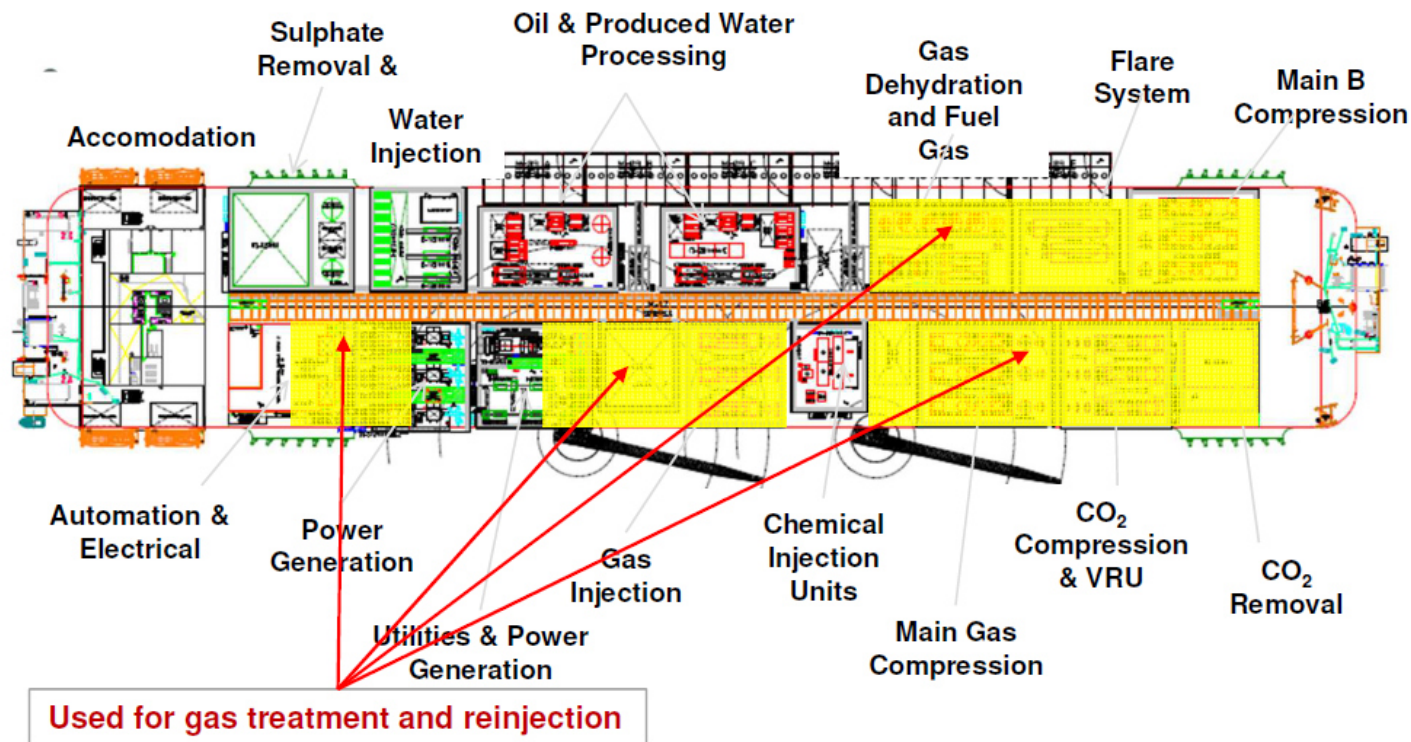 Sulphate
Removal &
Oil & Produced Water
Processing
Gas
Dehydration
and Fuel
Gas
Flare
System
Main B
Compression
Accomodation
Water
Injection
Automation &
Electrical
Power
Generation
Utilities & Power
Generation
Gas
Injection
Chemical
Injection
Units
Main Gas
Compression
CO₂
Compression
& VRU
CO₂
Removal
Used for gas treatment and reinjection